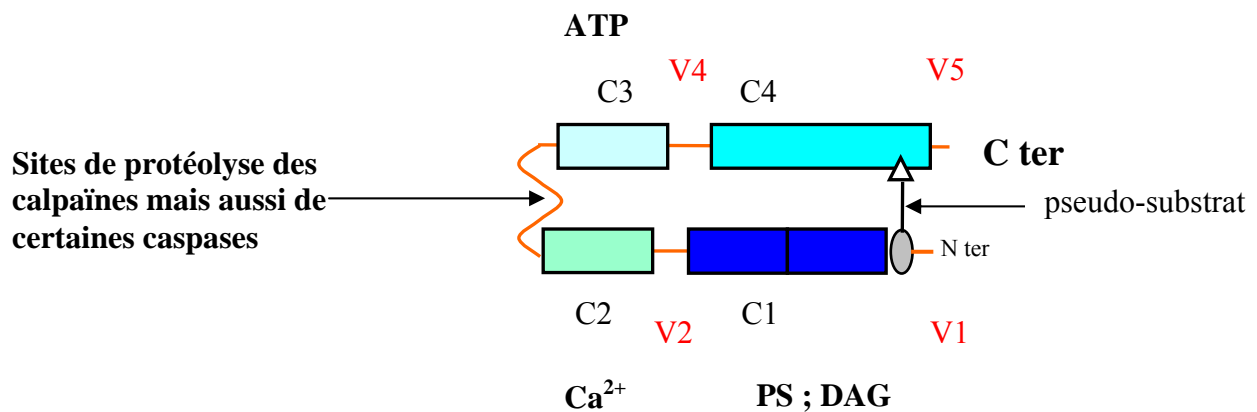 ATP
V4
V5
C3
C4
Sites de protéolyse des
calpaïnes mais aussi de
certaines caspases
C ter
pseudo-substrat
N ter
C2
V2
C1
V1
Ca²⁺
PS ; DAG